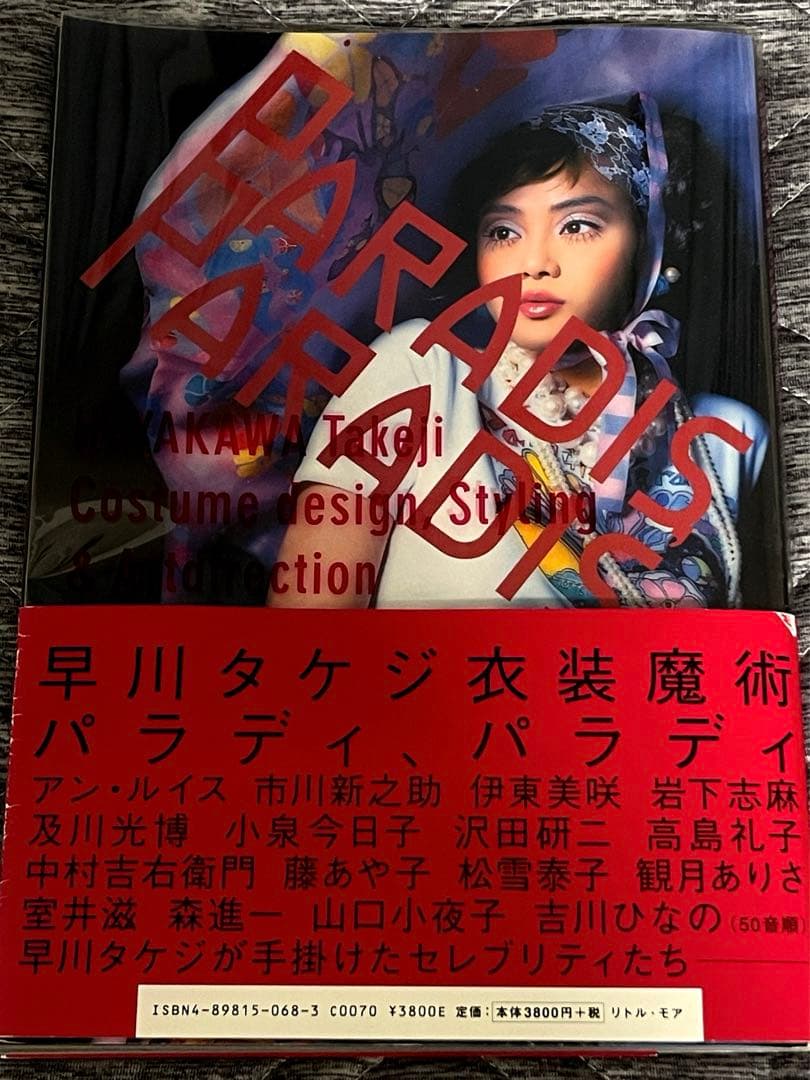 PARADIS
PARADIS
HAYAKAWA Takeji
Costume design, Styling
& Artdirection
早川タケジ衣装魔術
パラディ、パラディ
アン・ルイス 市川新之助 伊東美咲 岩下志麻
及川光博 小泉今日子 沢田研二 高島礼子
中村吉右衛門 藤あや子 松雪泰子 観月ありさ
室井滋 森進一 山口小夜子 吉川ひなの(50音順)
早川タケジが手掛けたセレブリティたち――
ISBN4-89815-068-3 C0070 ¥3800E 定価:本体3800円+税 リトル・モア